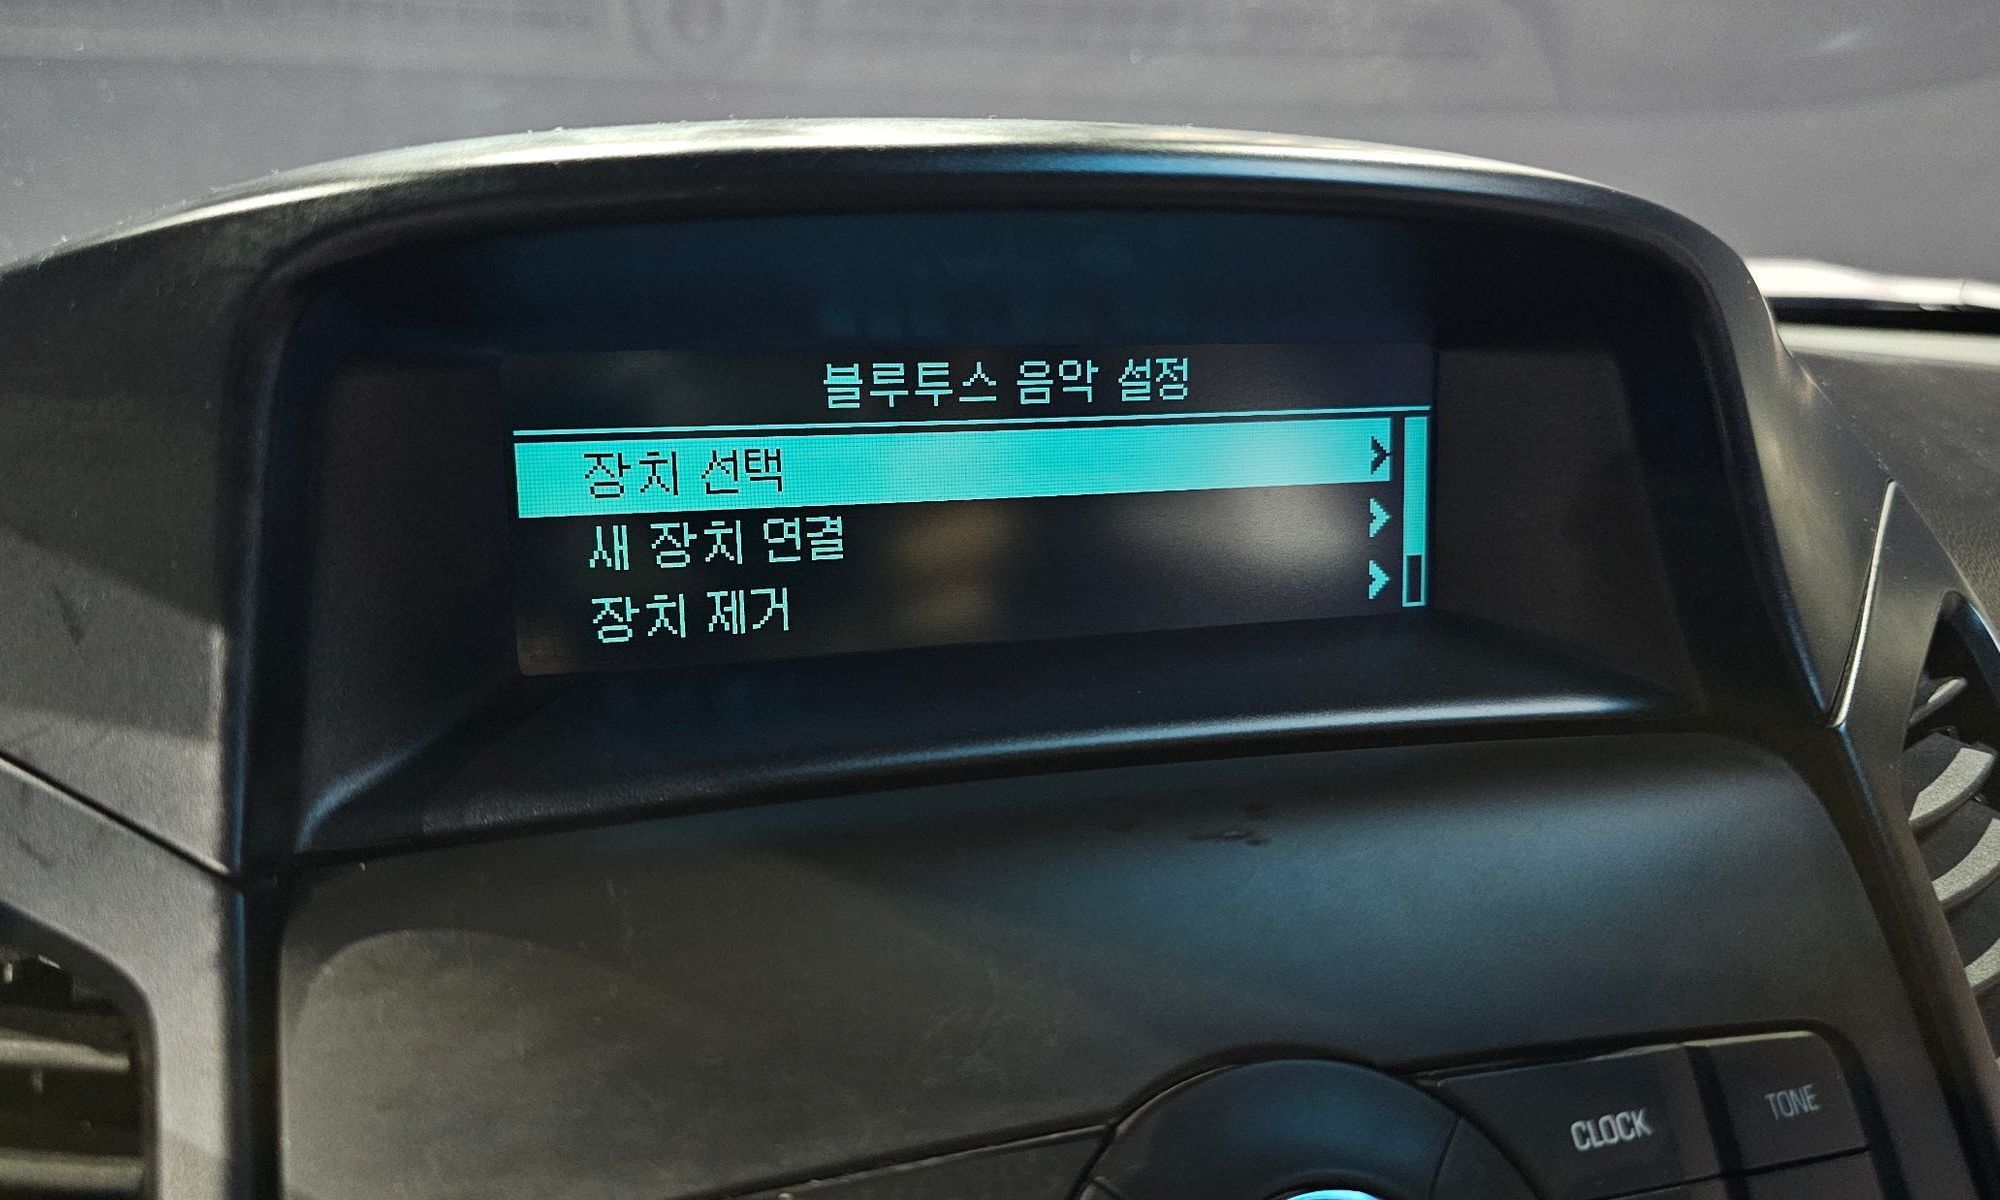 블루투스 음악 설정
장치 선택
새 장치 연결
장치 제거
CLOCK
TONE